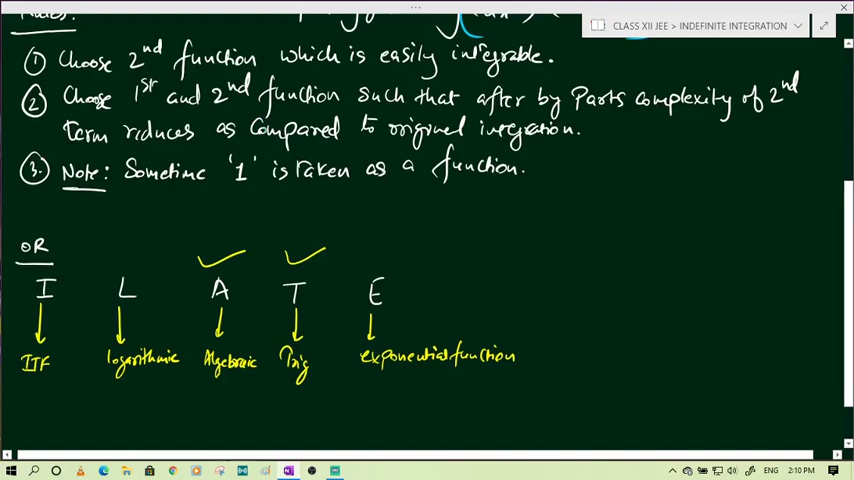 CLASS XII JEE > INDEFINITE INTEGRATION
① Choose 2nd function which is easily integrable.
② Choose 1st and 2nd function such that after by Parts complexity of 2nd
term reduces as compared to original integration.
③. Note: Sometime '1' is taken as a function.
OR
I L A T E
ITF logarithmic Algebraic Trig exponential function
ENG 2:10 PM